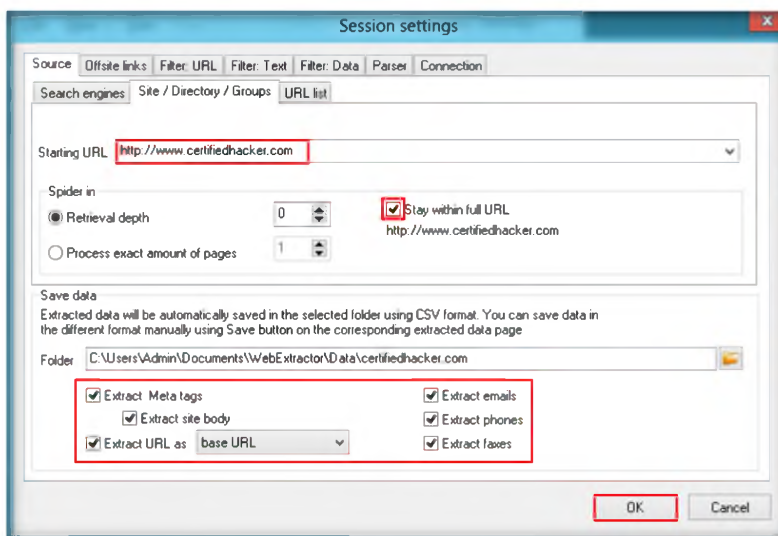 Session settings
x
Source Offsite links Filter: URL Filter: Text Filter: Data Parser Connection
Search engines Site / Directory / Groups URL list
Starting URL http://www.certifiedhacker.com
Spider in
Retrieval depth 0 Stay within full URL
http://www.certifiedhacker.com
Process exact amount of pages 1
Save data
Extracted data will be automatically saved in the selected folder using CSV format. You can save data in
the different format manually using Save button on the corresponding extracted data page
Folder C:\Users\Admin\Documents\WebExtractor\Data\certifiedhacker.com
Extract Meta tags Extract emails
Extract site body Extract phones
Extract URL as base URL Extract faxes
OK Cancel